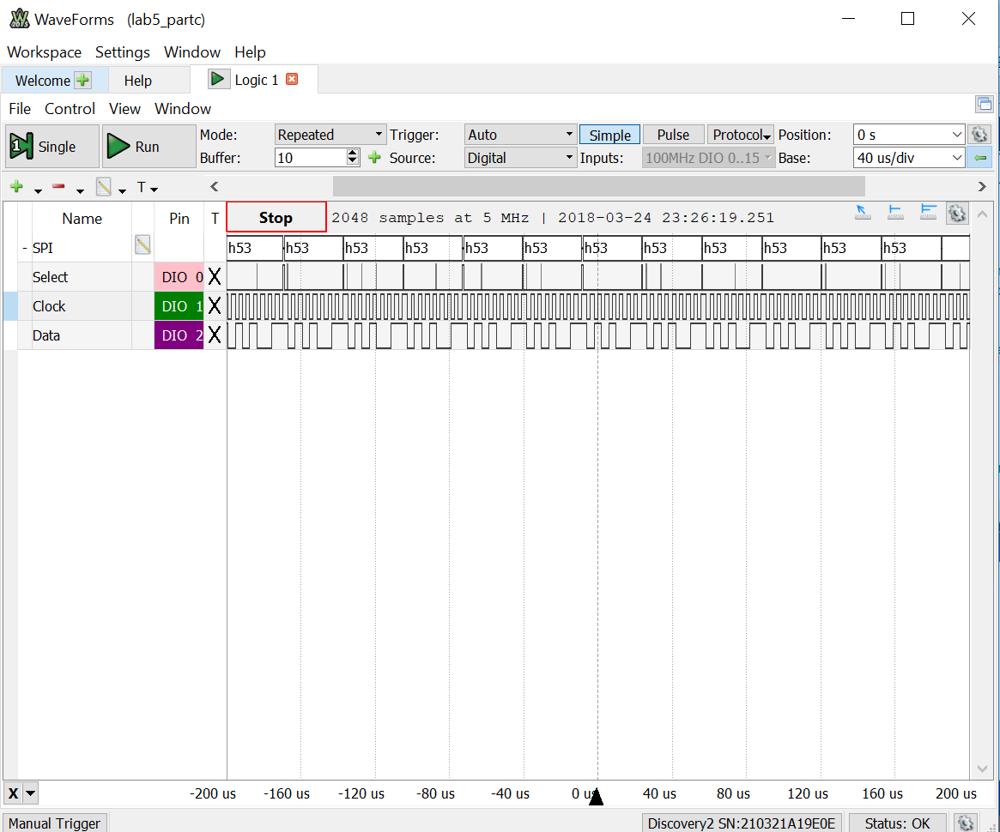 WaveForms (lab5_partc)
Workspace Settings Window Help
Welcome Help Logic 1
File Control View Window
Single Run Mode: Repeated Trigger: Auto Simple Pulse Protocol Position: 0 s
Buffer: 10 Source: Digital Inputs: 100MHz DIO 0..15 Base: 40 us/div
T
Name Pin T Stop 2048 samples at 5 MHz | 2018-03-24 23:26:19.251
- SPI h53 h53 h53 h53 h53 h53 h53 h53 h53 h53 h53 h53
Select DIO 0 X
Clock DIO 1 X
Data DIO 2 X
X -200 us -160 us -120 us -80 us -40 us 0 us 40 us 80 us 120 us 160 us 200 us
Manual Trigger Discovery2 SN:210321A19E0E Status: OK